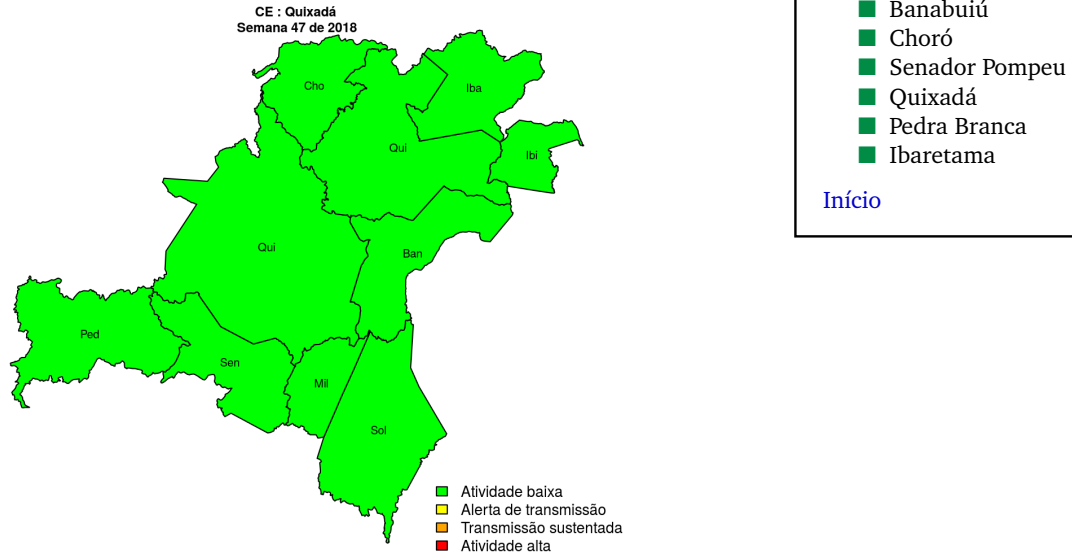 CE : Quixadá
Semana 47 de 2018
Cho
Iba
Qui
Ibi
Qui
Ban
Ped
Sen
Mil
Sol
Atividade baixa
Alerta de transmissão
Transmissão sustentada
Atividade alta
Banabuiú
Choró
Senador Pompeu
Quixadá
Pedra Branca
Ibaretama
Início